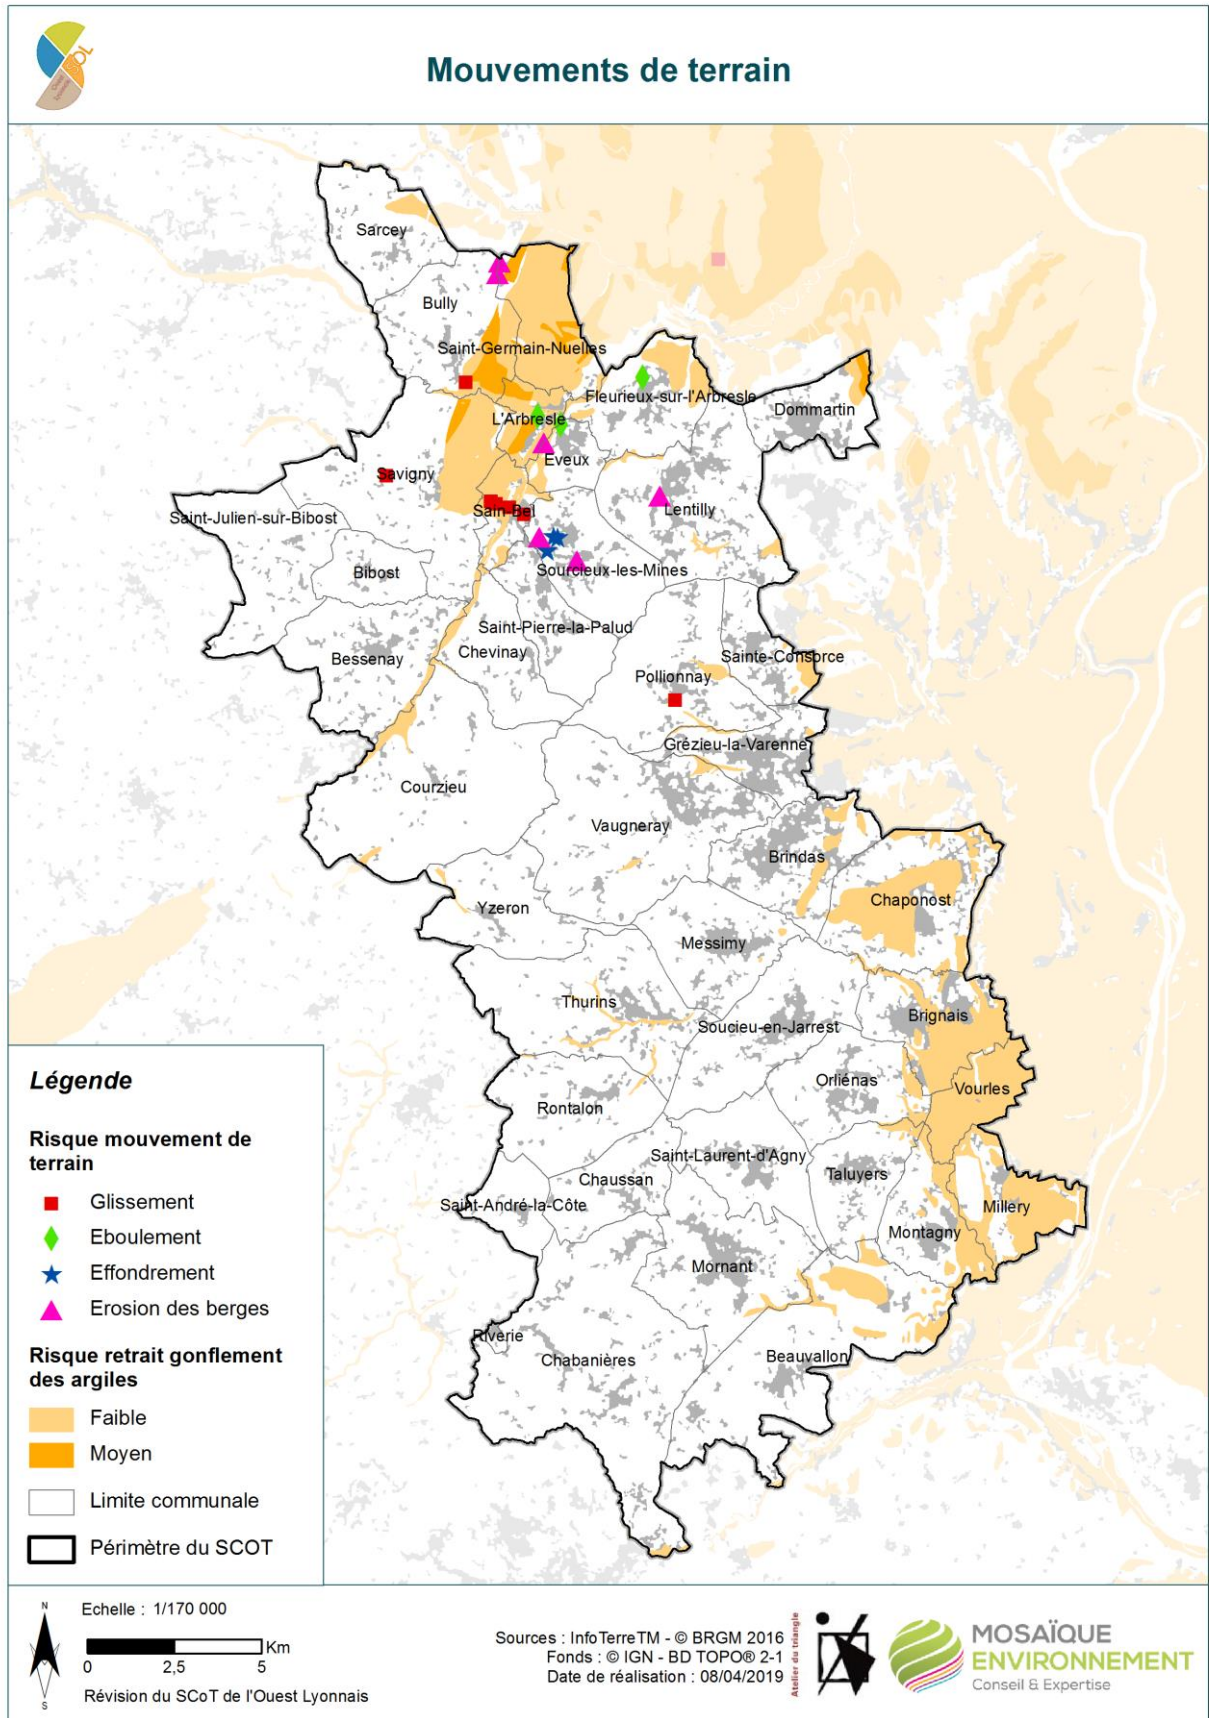 OL
Mouvements de terrain
Sarcey
Bully
Saint-Germain-Nuelles
Fleurieux-sur-l'Arbresle
Dommartin
L'Arbresle
Eveux
Savigny
Sain-Bel
Lentilly
Saint-Julien-sur-Bibost
Bibost
Sourcieux-les-Mines
Saint-Pierre-la-Palud
Chevinay
Bessenay
Sainte-Consorce
Pollionnay
Grézieu-la-Varenne
Courzieu
Vaugneray
Brindas
Chaponost
Yzeron
Messimy
Thurins
Soucieu-en-Jarrest
Brignais
Orliénas
Vourles
Rontalon
Saint-Laurent-d'Agny
Chaussan
Taluyers
Saint-André-la-Côte
Millery
Montagny
Mornant
Riverie
Chabanières
Beauvallon
Légende
Risque mouvement de
terrain
Glissement
Eboulement
Effondrement
Erosion des berges
Risque retrait gonflement
des argiles
Faible
Moyen
Limite communale
Périmètre du SCOT
N
S
Echelle : 1/170 000
Km
0 2,5 5
Révision du SCoT de l'Ouest Lyonnais
Sources : InfoTerreTM - © BRGM 2016
Fonds : © IGN - BD TOPO® 2-1
Date de réalisation : 08/04/2019
Atelier du triangle
MOSAÏQUE
ENVIRONNEMENT
Conseil & Expertise